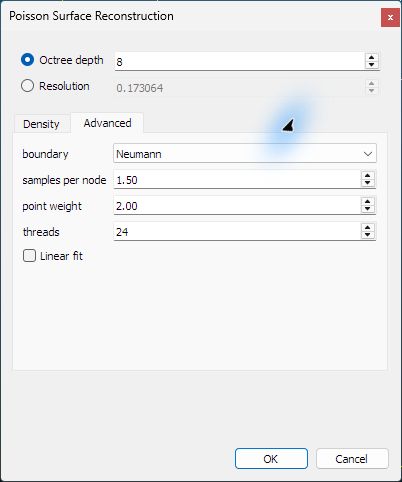 Poisson Surface Reconstruction
x
Octree depth 8
Resolution 0.173064
Density Advanced
boundary Neumann
samples per node 1.50
point weight 2.00
threads 24
Linear fit
OK Cancel